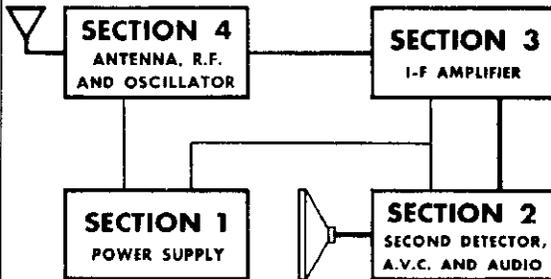 SECTION 4
ANTENNA, R.F.
AND OSCILLATOR
SECTION 3
I-F AMPLIFIER
SECTION 1
POWER SUPPLY
SECTION 2
SECOND DETECTOR,
A.V.C. AND AUDIO